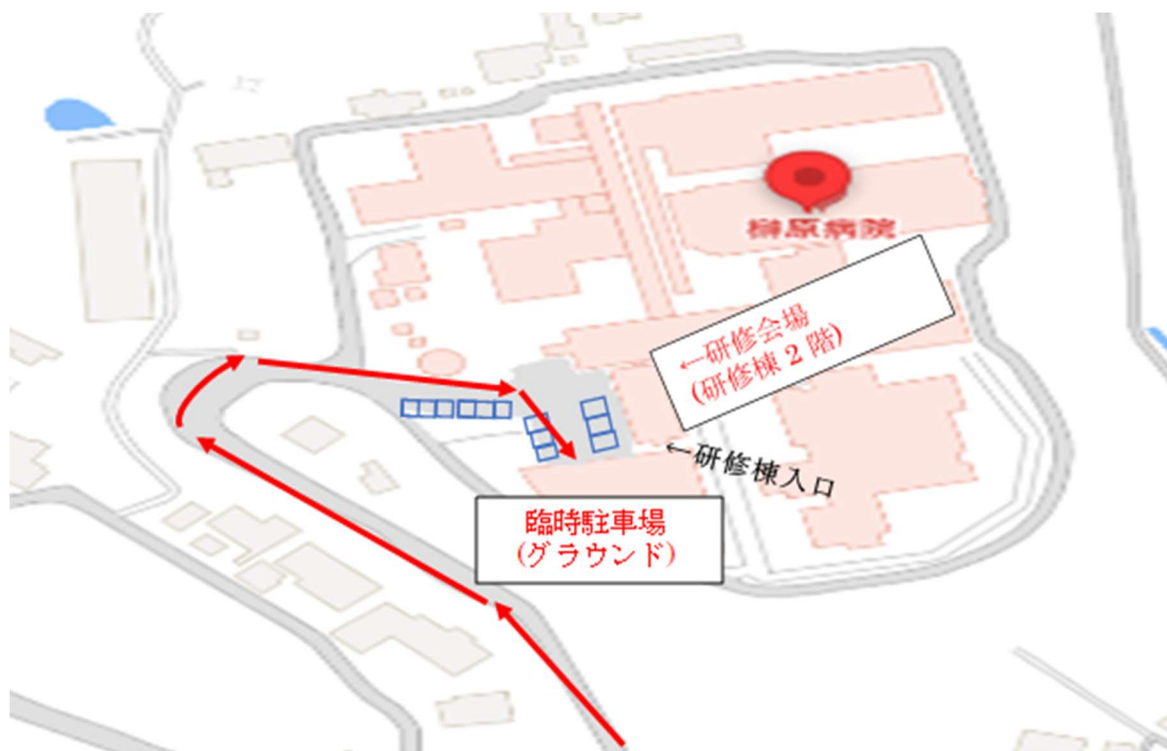 榊原病院
←研修会場
(研修棟 2 階)
←研修棟入口
臨時駐車場
(グラウンド)